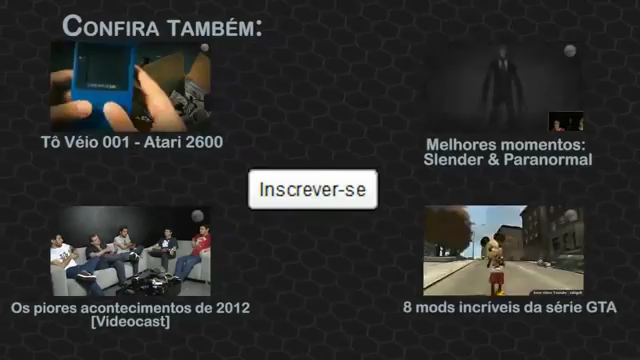 Confira também:
Tô Véio 001 - Atari 2600
Melhores momentos:
Slender & Paranormal
Inscrever-se
Os piores acontecimentos de 2012
[Videocast]
8 mods incríveis da série GTA